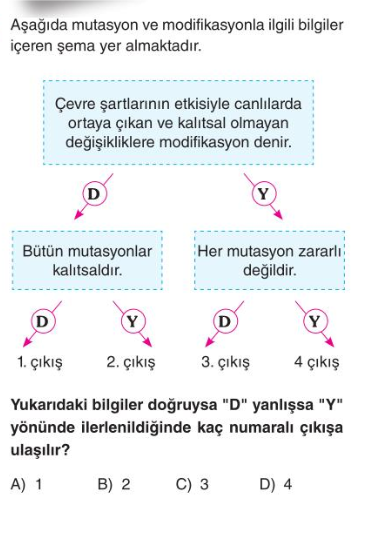 Aşağıda mutasyon ve modifikasyonla ilgili bilgiler
içeren şema yer almaktadır.
Çevre şartlarının etkisiyle canlılarda
ortaya çıkan ve kalıtsal olmayan
değişikliklere modifikasyon denir.
D
Y
Bütün mutasyonlar
kalıtsaldır.
Her mutasyon zararlı
değildir.
D
Y
D
Y
1. çıkış
2. çıkış
3. çıkış
4 çıkış
Yukarıdaki bilgiler doğruysa "D" yanlışsa "Y"
yönünde ilerlenildiğinde kaç numaralı çıkışa
ulaşılır?
A) 1 B) 2 C) 3 D) 4